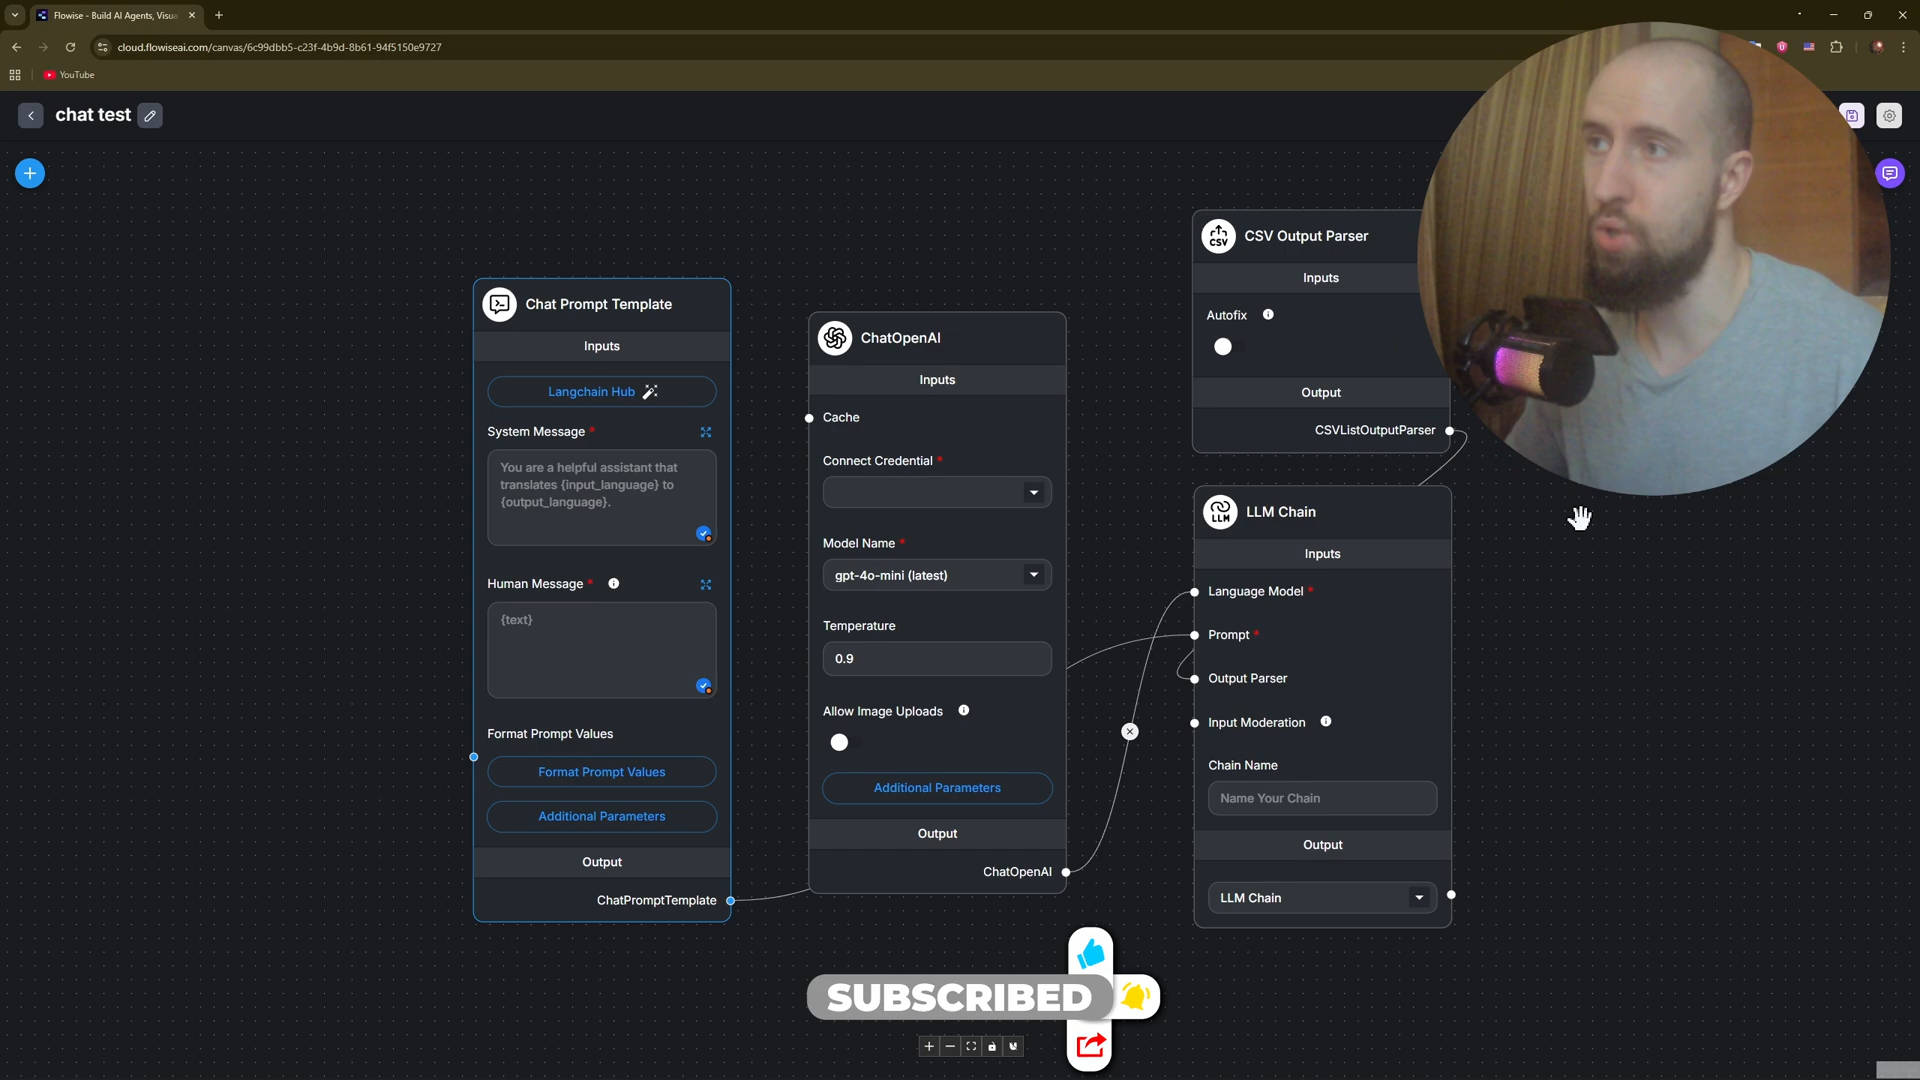 Flowise - Build AI Agents, Visua
cloud.flowiseai.com/canvas/6c99dbb5-c23f-4b9d-8b61-94f5150e9727
YouTube
chat test
Chat Prompt Template
Inputs
Langchain Hub
System Message *
You are a helpful assistant that
translates {input_language} to
{output_language}.
Human Message *
{text}
Format Prompt Values
Format Prompt Values
Additional Parameters
Output
ChatPromptTemplate
ChatOpenAI
Inputs
Cache
Connect Credential *
Model Name *
gpt-4o-mini (latest)
Temperature
0.9
Allow Image Uploads
Additional Parameters
Output
ChatOpenAI
CSV
CSV Output Parser
Inputs
Autofix
Output
CSVListOutputParser
LLM
LLM Chain
Inputs
Language Model *
Prompt *
Output Parser
Input Moderation
Chain Name
Name Your Chain
Output
LLM Chain
SUBSCRIBED